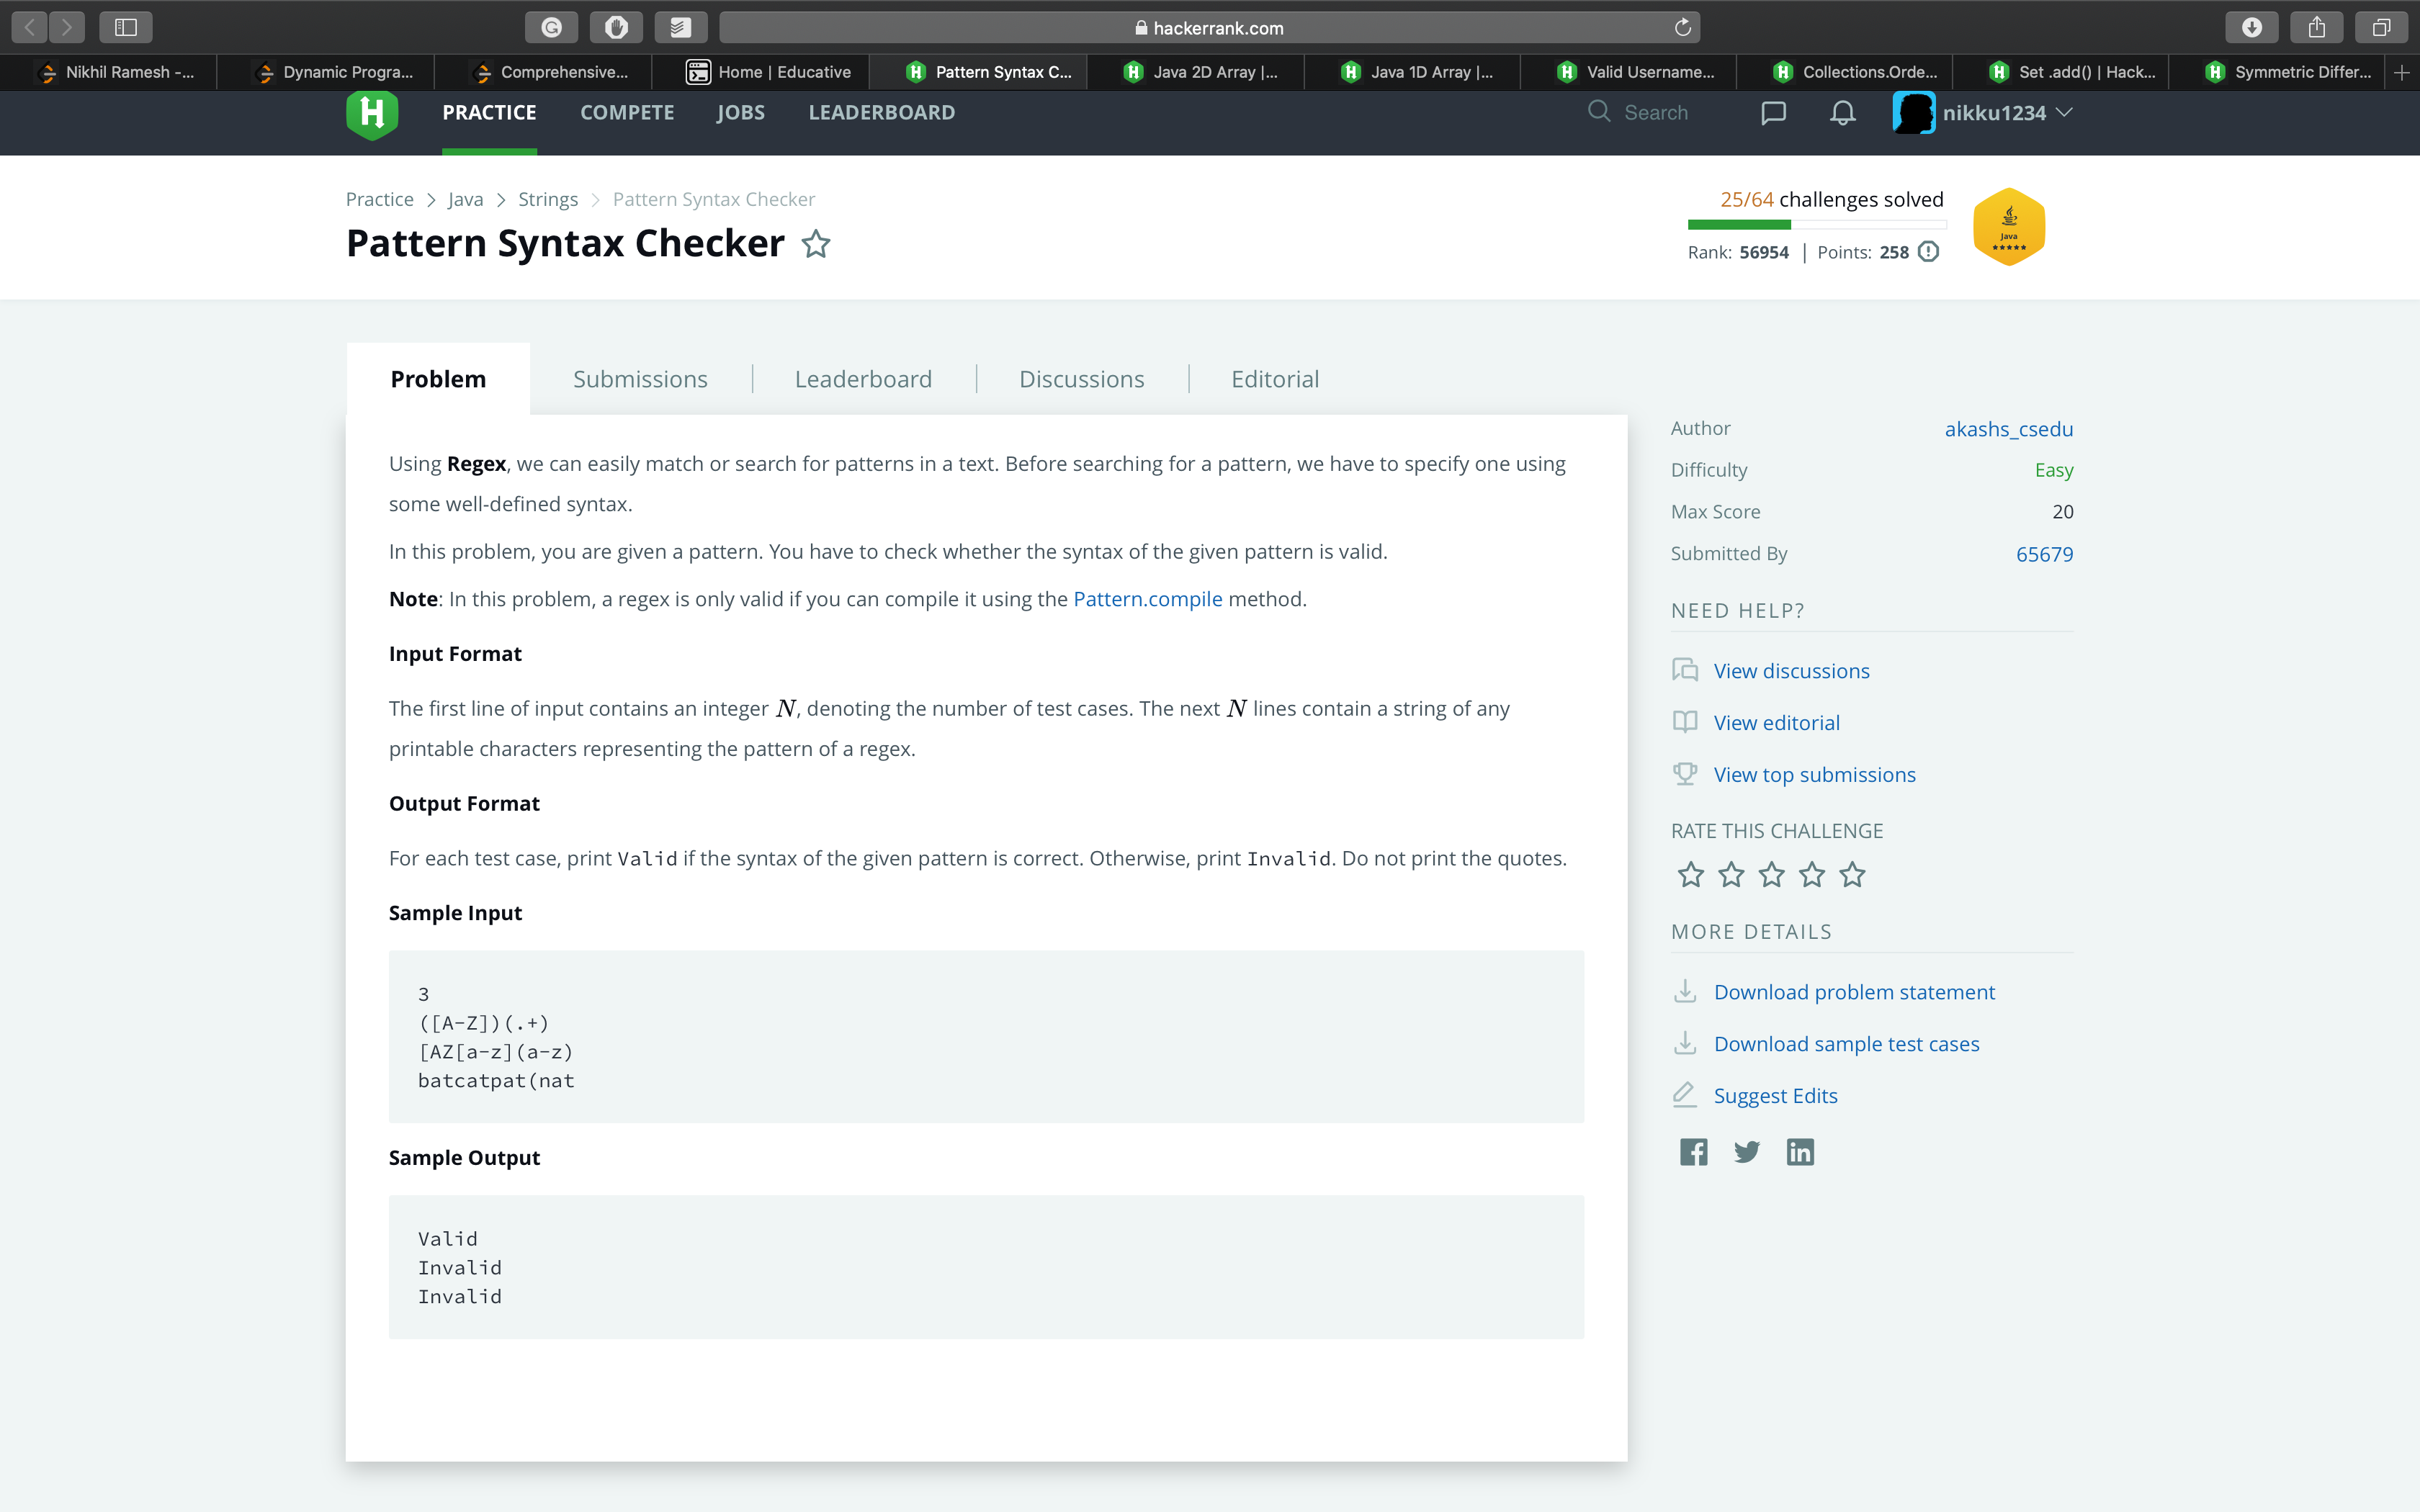 hackerrank.com
Nikhil Ramesh -...
Dynamic Progra...
Comprehensive...
Home | Educative
Pattern Syntax C...
Java 2D Array |...
Java 1D Array |...
Valid Username...
Collections.Orde...
Set .add() | Hack...
Symmetric Differ...
PRACTICE
COMPETE
JOBS
LEADERBOARD
Search
nikku1234
Practice > Java > Strings > Pattern Syntax Checker
Pattern Syntax Checker
25/64 challenges solved
Rank: 56954 | Points: 258
Java
Problem
Submissions
Leaderboard
Discussions
Editorial
Using Regex, we can easily match or search for patterns in a text. Before searching for a pattern, we have to specify one using
some well-defined syntax.
In this problem, you are given a pattern. You have to check whether the syntax of the given pattern is valid.
Note: In this problem, a regex is only valid if you can compile it using the Pattern.compile method.
Input Format
The first line of input contains an integer N, denoting the number of test cases. The next N lines contain a string of any
printable characters representing the pattern of a regex.
Output Format
For each test case, print Valid if the syntax of the given pattern is correct. Otherwise, print Invalid. Do not print the quotes.
Sample Input
3
([A-Z])(.+)
[AZ[a-z](a-z)
batcatpat(nat
Sample Output
Valid
Invalid
Invalid
Author akashs_csedu
Difficulty Easy
Max Score 20
Submitted By 65679
NEED HELP?
View discussions
View editorial
View top submissions
RATE THIS CHALLENGE
MORE DETAILS
Download problem statement
Download sample test cases
Suggest Edits